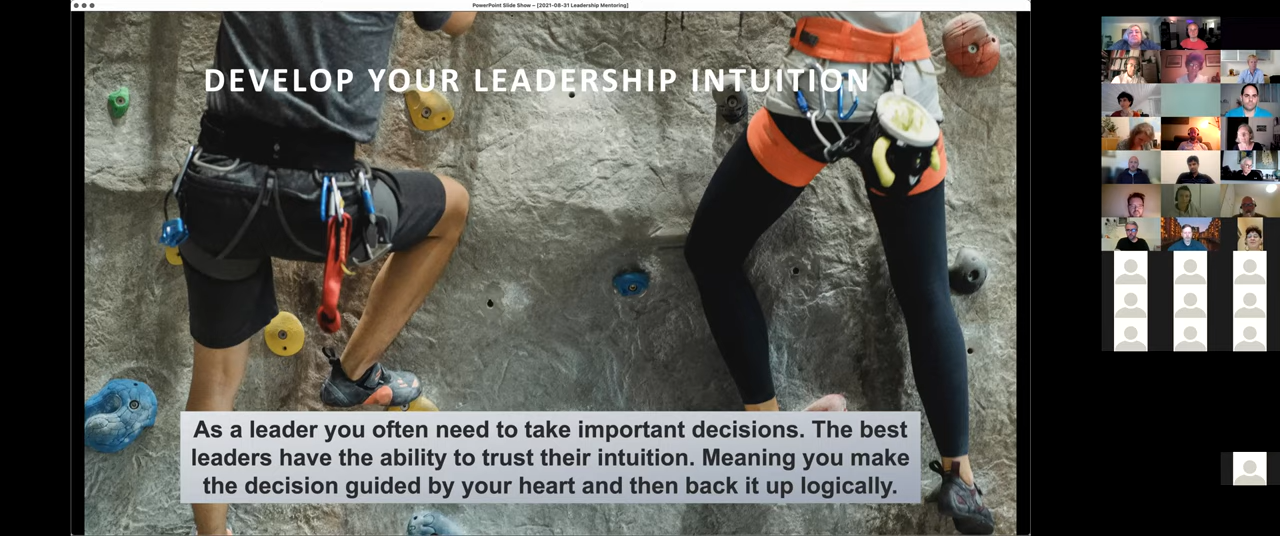 PowerPoint Slide Show - [2021-08-31 Leadership Mentoring]
DEVELOP YOUR LEADERSHIP INTUITION
As a leader you often need to take important decisions. The best
leaders have the ability to trust their intuition. Meaning you make
the decision guided by your heart and then back it up logically.